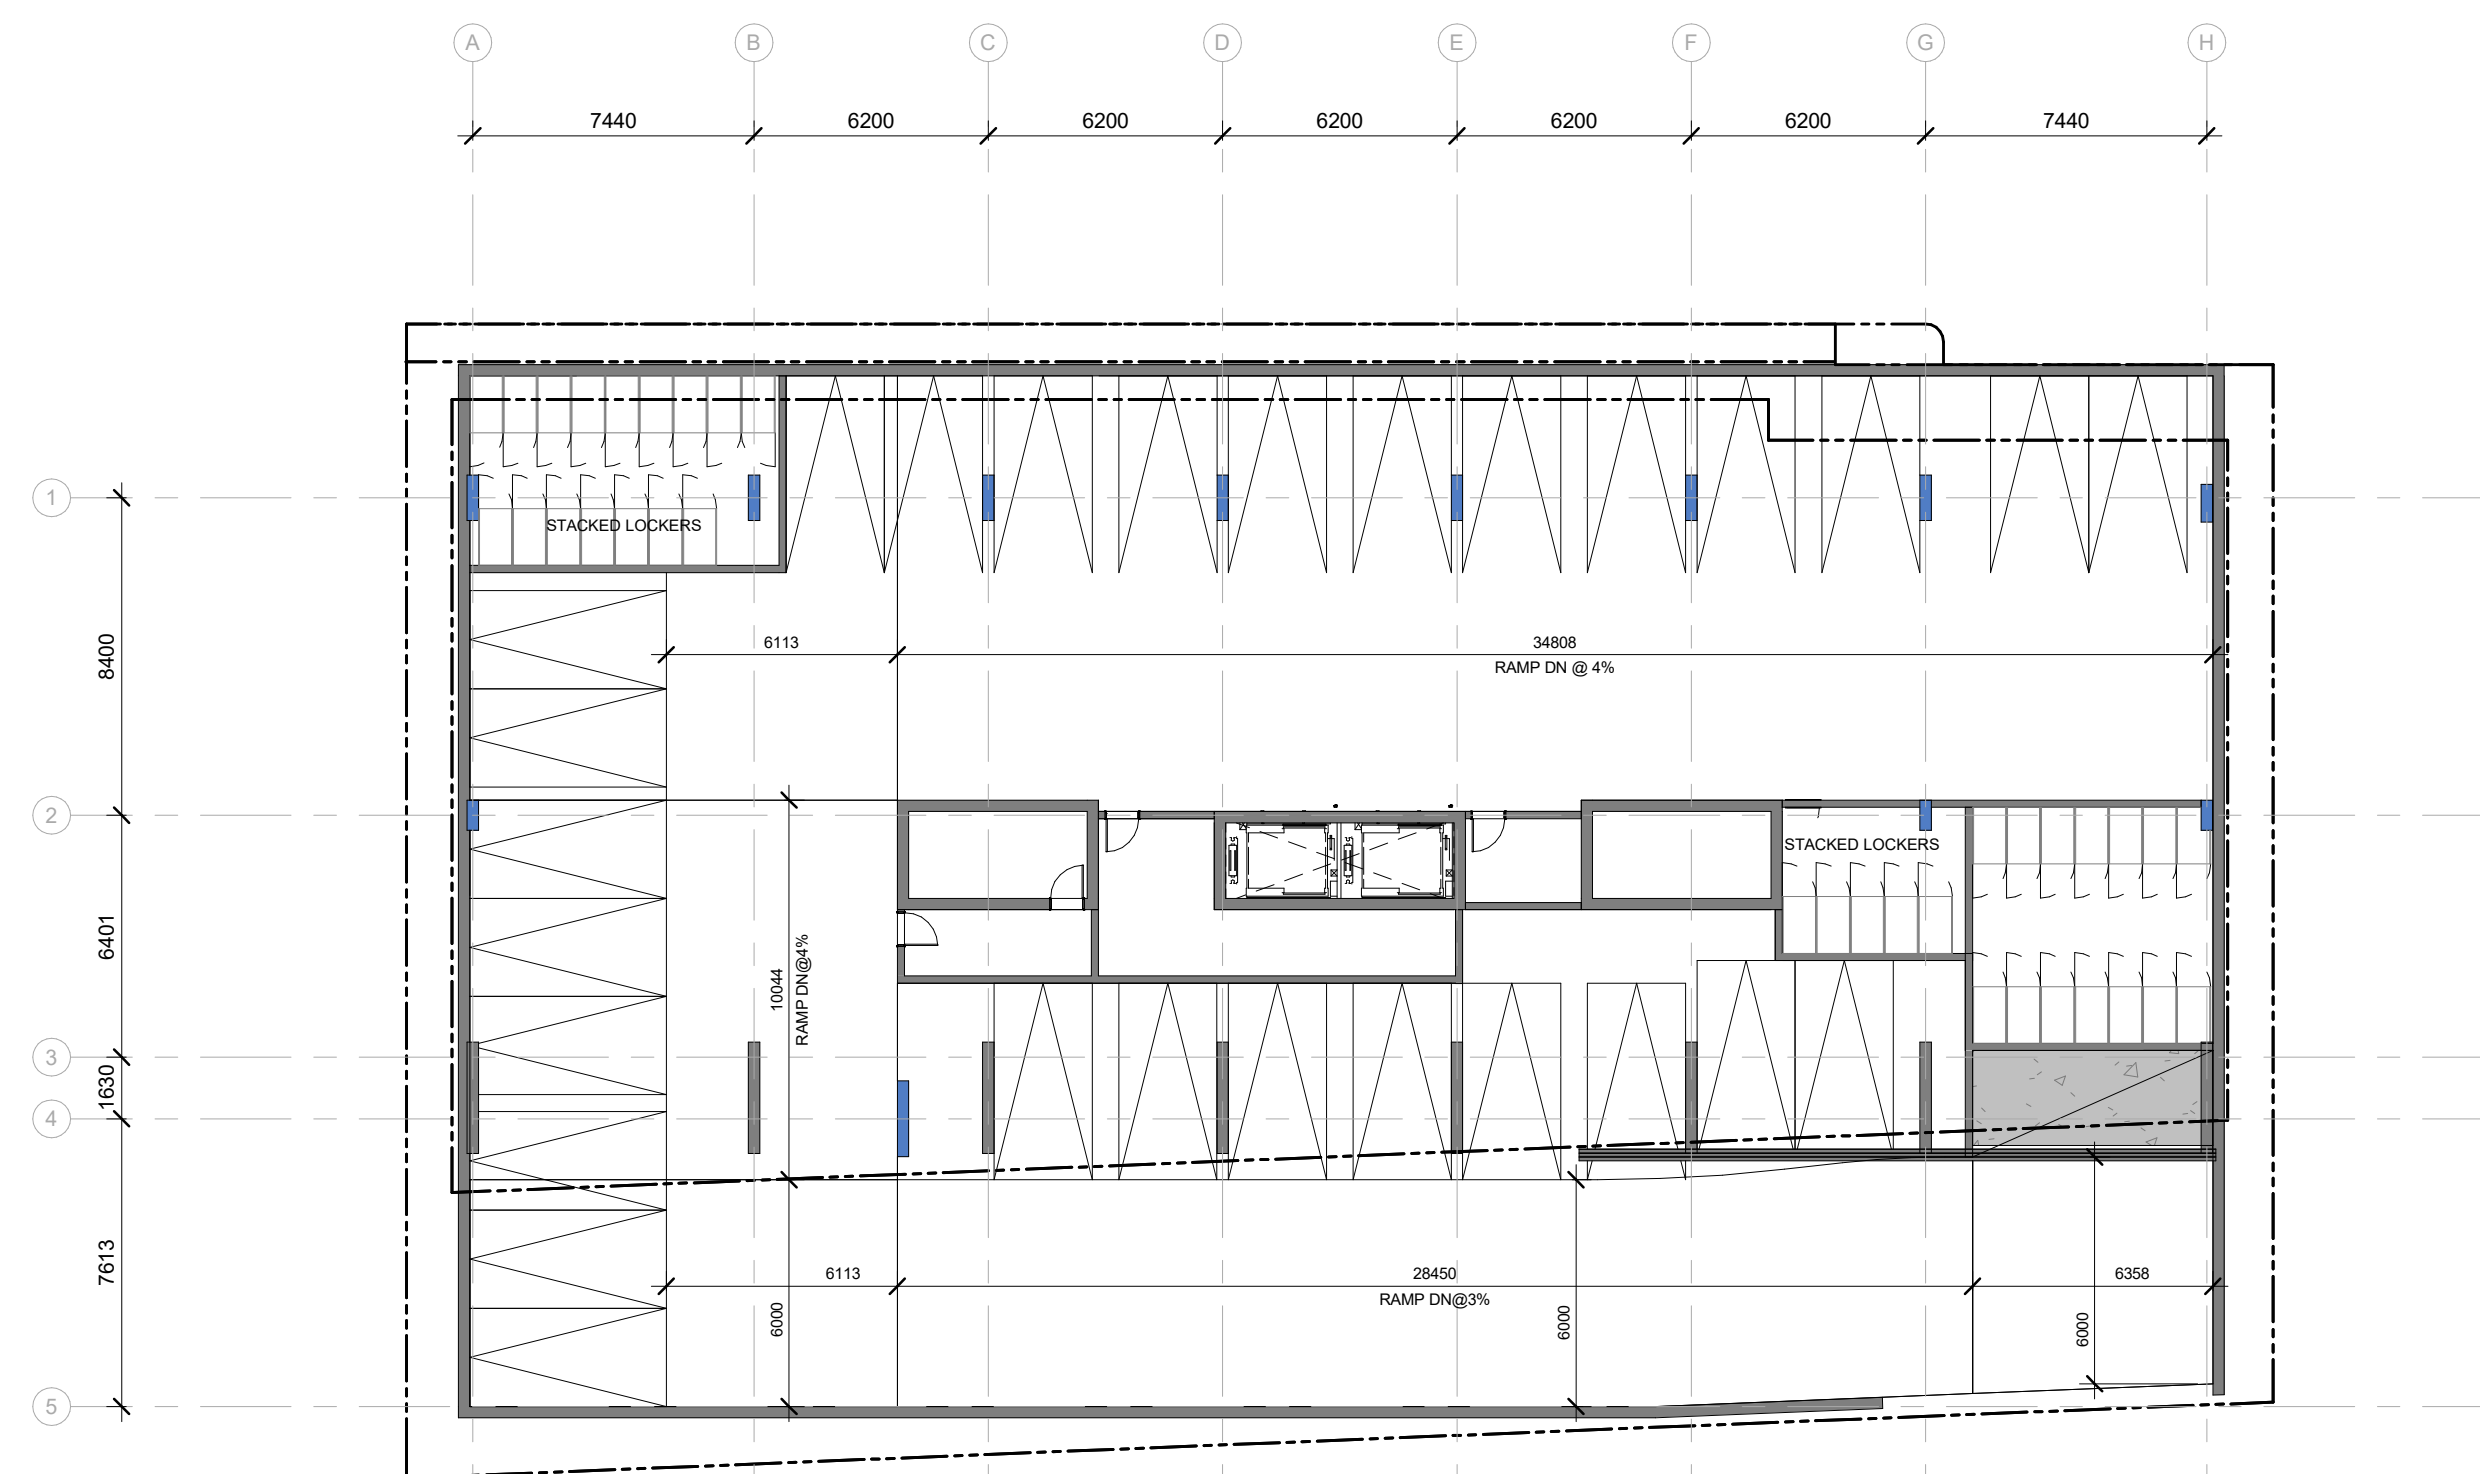 A B C D E F G H
7440 6200 6200 6200 6200 6200 7440
1
STACKED LOCKERS
8400
6113 34808
RAMP DN @ 4%
2
STACKED LOCKERS
6401
10044
RAMP DN@4%
3
1630
4
7613
6113 28450 6358
RAMP DN@3%
6000 6000 6000
5